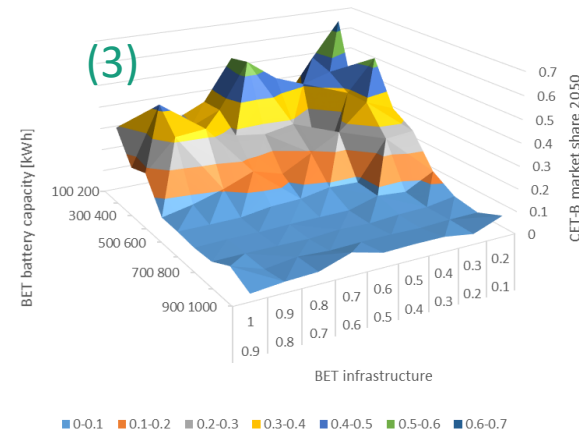 (3)
BET battery capacity [kWh]
100 200
300 400
500 600
700 800
900 1000
0.7
0.6
0.5
0.4
0.3
0.2
0.1
0
CET-B market share 2050
1 0.9 0.8 0.7 0.6 0.5 0.4 0.3 0.2
0.9 0.8 0.7 0.6 0.5 0.4 0.3 0.2 0.1
BET infrastructure
0-0.1 0.1-0.2 0.2-0.3 0.3-0.4 0.4-0.5 0.5-0.6 0.6-0.7